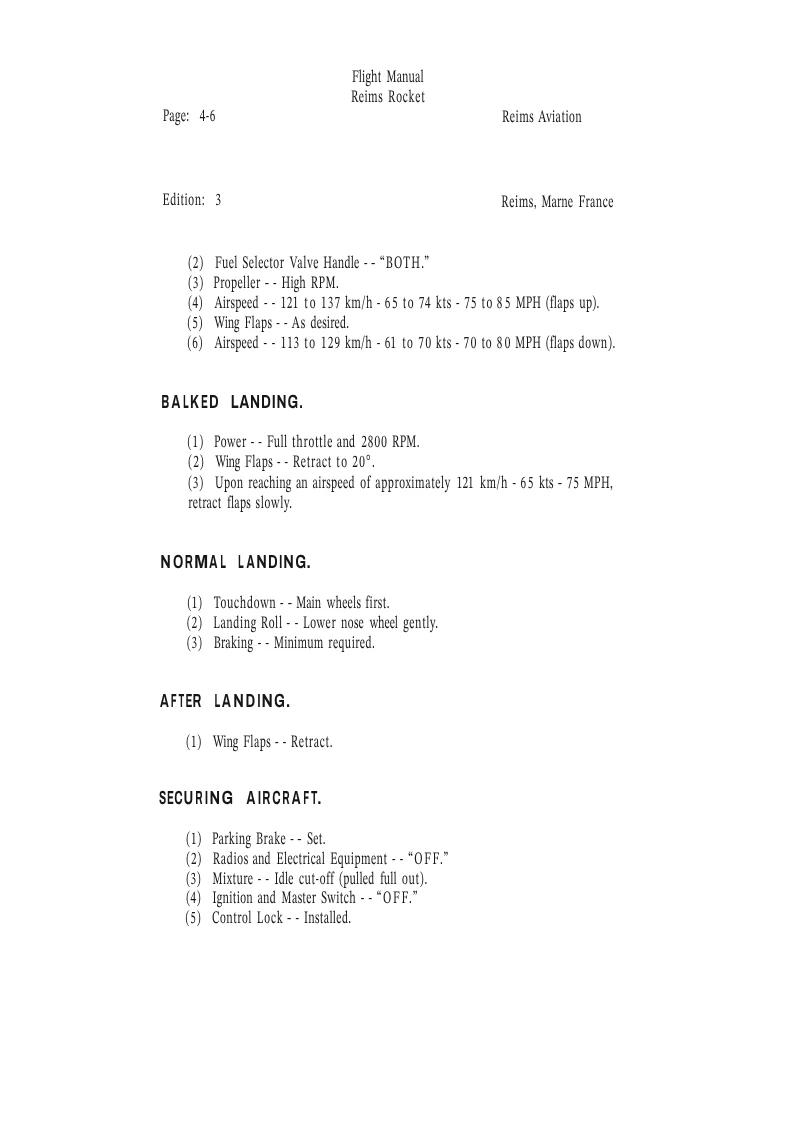 Flight Manual
Reims Rocket
Page: 4-6 Reims Aviation
Edition: 3 Reims, Marne France
(2) Fuel Selector Valve Handle - - “BOTH.”
(3) Propeller - - High RPM.
(4) Airspeed - - 121 to 137 km/h - 65 to 74 kts - 75 to 85 MPH (flaps up).
(5) Wing Flaps - - As desired.
(6) Airspeed - - 113 to 129 km/h - 61 to 70 kts - 70 to 80 MPH (flaps down).
BALKED LANDING.
(1) Power - - Full throttle and 2800 RPM.
(2) Wing Flaps - - Retract to 20°.
(3) Upon reaching an airspeed of approximately 121 km/h - 65 kts - 75 MPH,
retract flaps slowly.
NORMAL LANDING.
(1) Touchdown - - Main wheels first.
(2) Landing Roll - - Lower nose wheel gently.
(3) Braking - - Minimum required.
AFTER LANDING.
(1) Wing Flaps - - Retract.
SECURING AIRCRAFT.
(1) Parking Brake - - Set.
(2) Radios and Electrical Equipment - - “OFF.”
(3) Mixture - - Idle cut-off (pulled full out).
(4) Ignition and Master Switch - - “OFF.”
(5) Control Lock - - Installed.